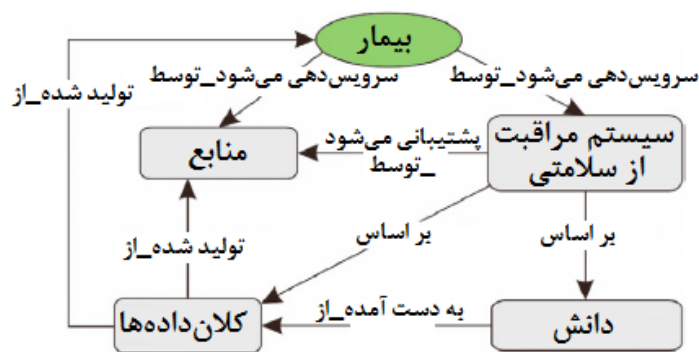 بیمار
سرویس‌دهی می‌شود_توسط
سرویس‌دهی می‌شود_توسط
تولید شده_از
منابع
پشتیبانی می‌شود
_توسط
سیستم مراقبت
از سلامتی
بر اساس
بر اساس
تولید شده_از
کلان‌داده‌ها
به دست آمده_از
دانش